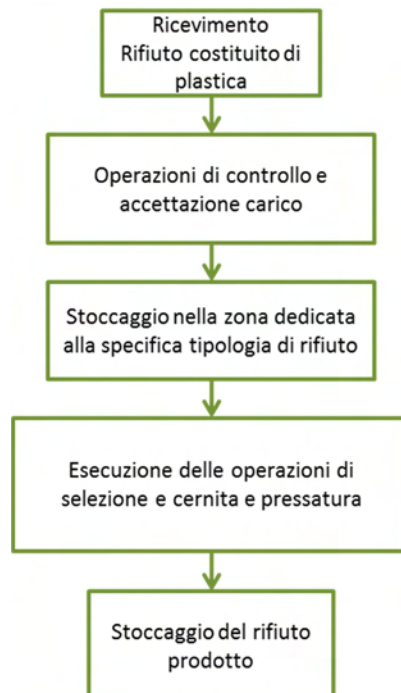 Ricevimento
Rifiuto costituito di
plastica
Operazioni di controllo e
accettazione carico
Stoccaggio nella zona dedicata
alla specifica tipologia di rifiuto
Esecuzione delle operazioni di
selezione e cernita e pressatura
Stoccaggio del rifiuto
prodotto